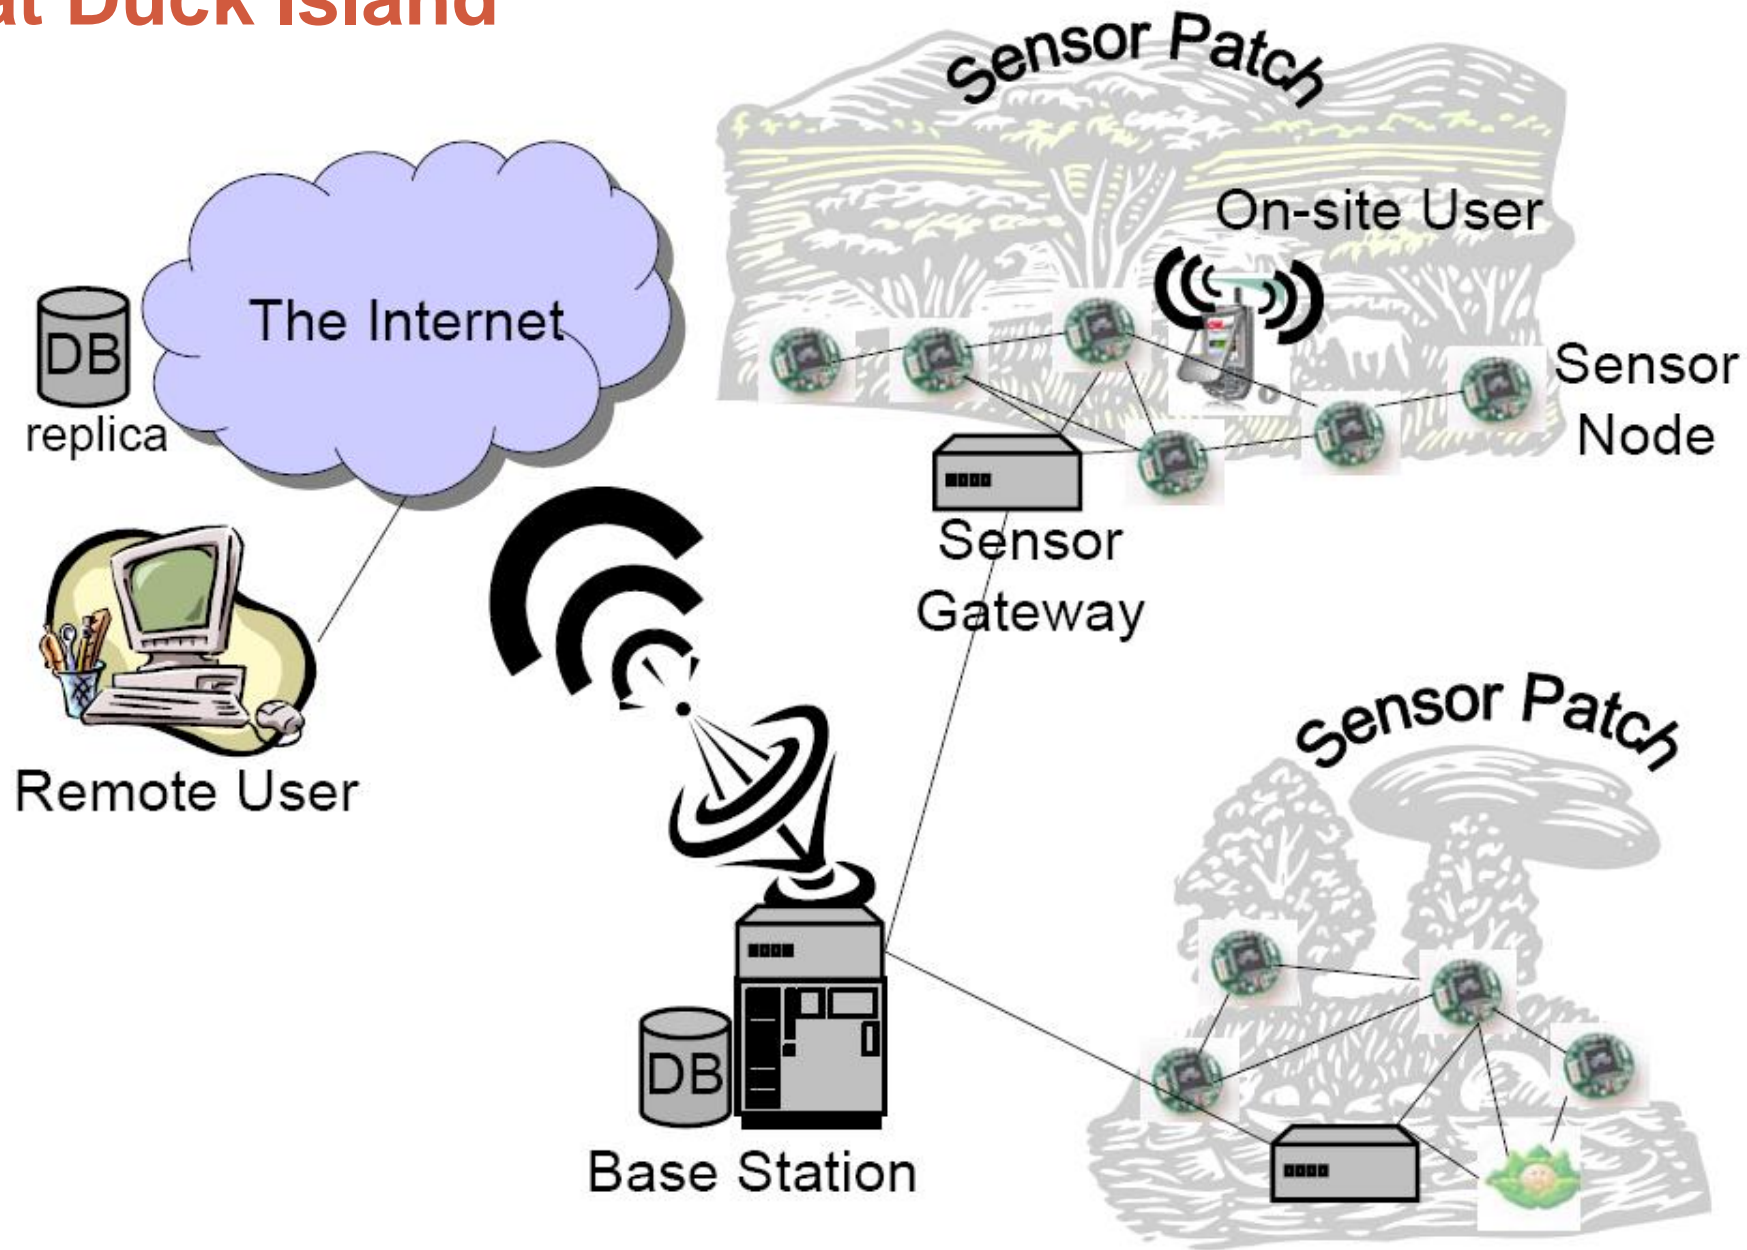 at Duck Island
Sensor Patch
On-site User
The Internet
DB
replica
Sensor
Node
Sensor
Gateway
Remote User
Sensor Patch
DB
Base Station